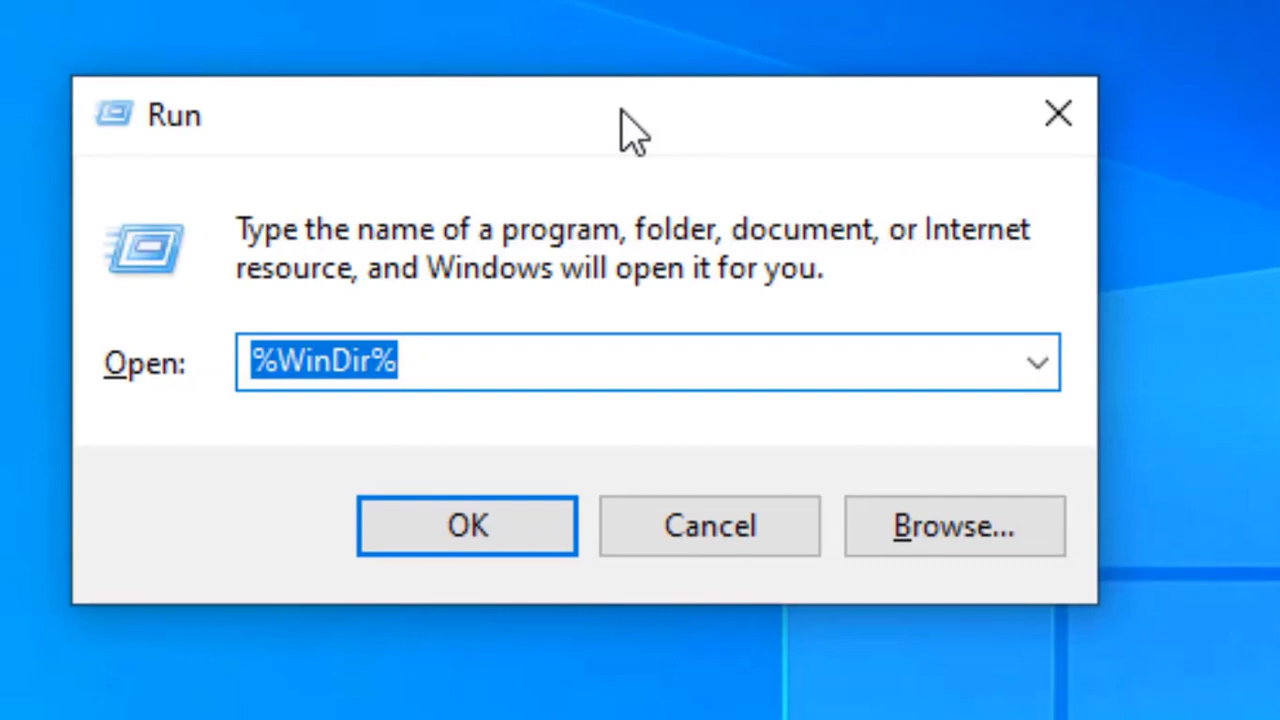 Run
Type the name of a program, folder, document, or Internet
resource, and Windows will open it for you.
Open: %WinDir%
OK Cancel Browse...